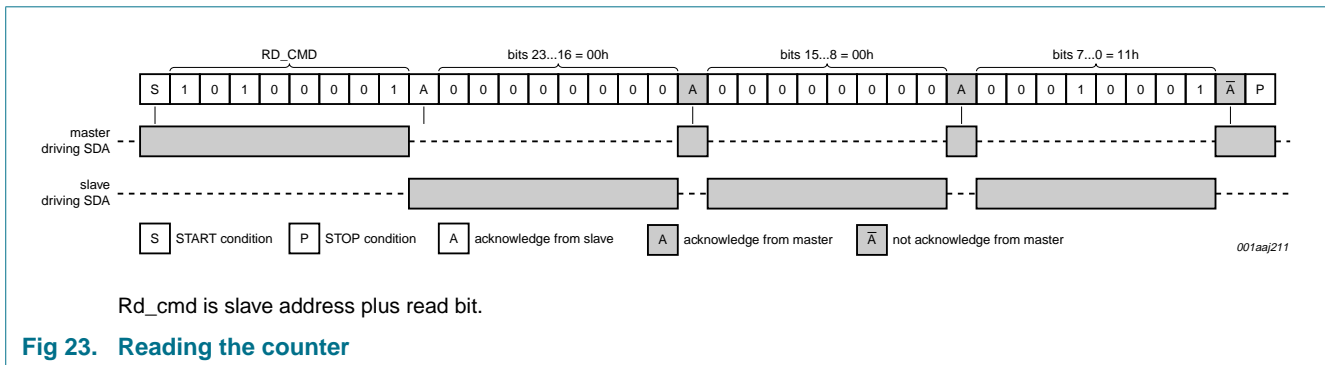 RD_CMD bits 23...16 = 00h bits 15...8 = 00h bits 7...0 = 11h
S 1 0 1 0 0 0 0 1 A 0 0 0 0 0 0 0 0 A 0 0 0 0 0 0 0 0 A 0 0 0 1 0 0 0 1 A̅ P
master
driving SDA
slave
driving SDA
S START condition P STOP condition A acknowledge from slave A acknowledge from master A̅ not acknowledge from master
001aaj211
Rd_cmd is slave address plus read bit.
Fig 23. Reading the counter